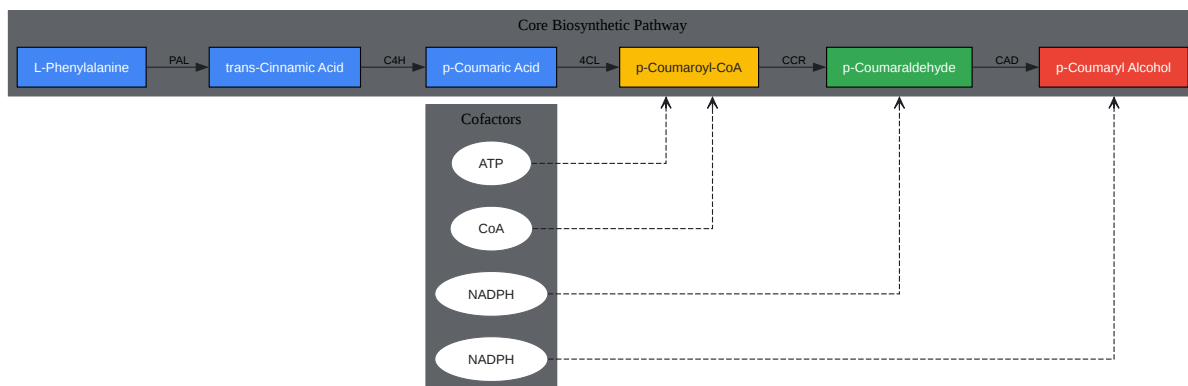 Core Biosynthetic Pathway
L-Phenylalanine
PAL
trans-Cinnamic Acid
C4H
p-Coumaric Acid
4CL
p-Coumaroyl-CoA
CCR
p-Coumaraldehyde
CAD
p-Coumaryl Alcohol
Cofactors
ATP
CoA
NADPH
NADPH